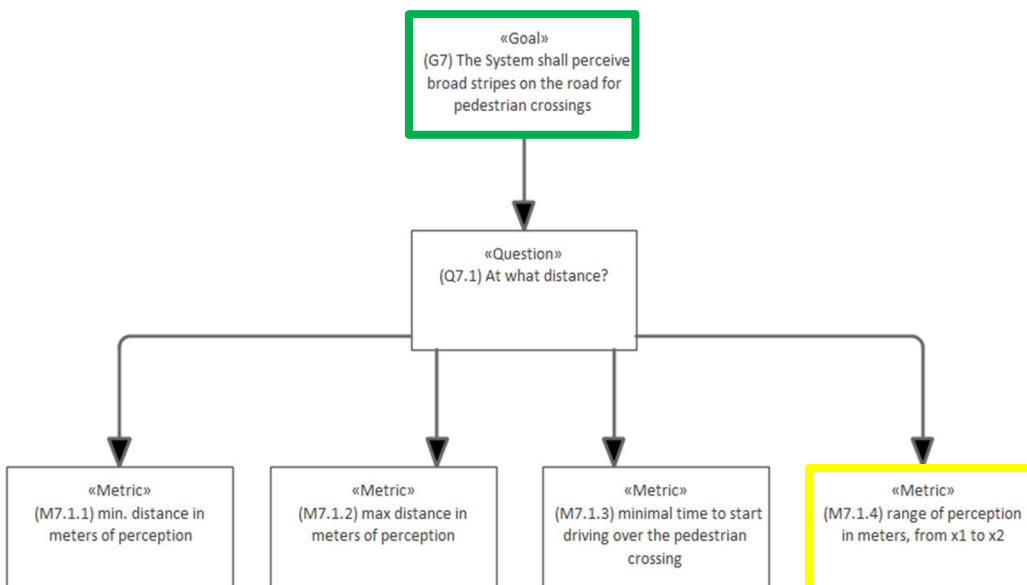 «Goal»
(G7) The System shall perceive
broad stripes on the road for
pedestrian crossings
«Question»
(Q7.1) At what distance?
«Metric»
(M7.1.1) min. distance in
meters of perception
«Metric»
(M7.1.2) max distance in
meters of perception
«Metric»
(M7.1.3) minimal time to start
driving over the pedestrian
crossing
«Metric»
(M7.1.4) range of perception
in meters, from x1 to x2